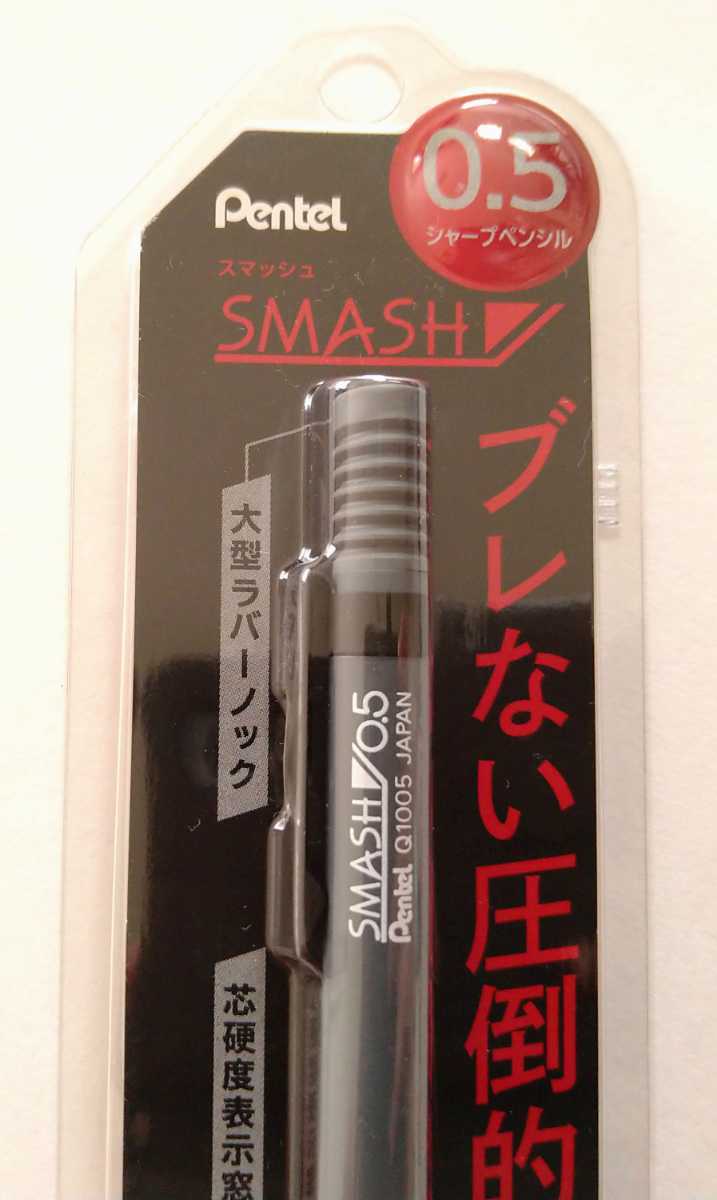 0.5
シャープペンシル
Pentel
スマッシュ
SMASH
ブレない圧倒的
大型ラバーノック
SMASH 0.5
Pentel Q1005 JAPAN
芯硬度表示窓